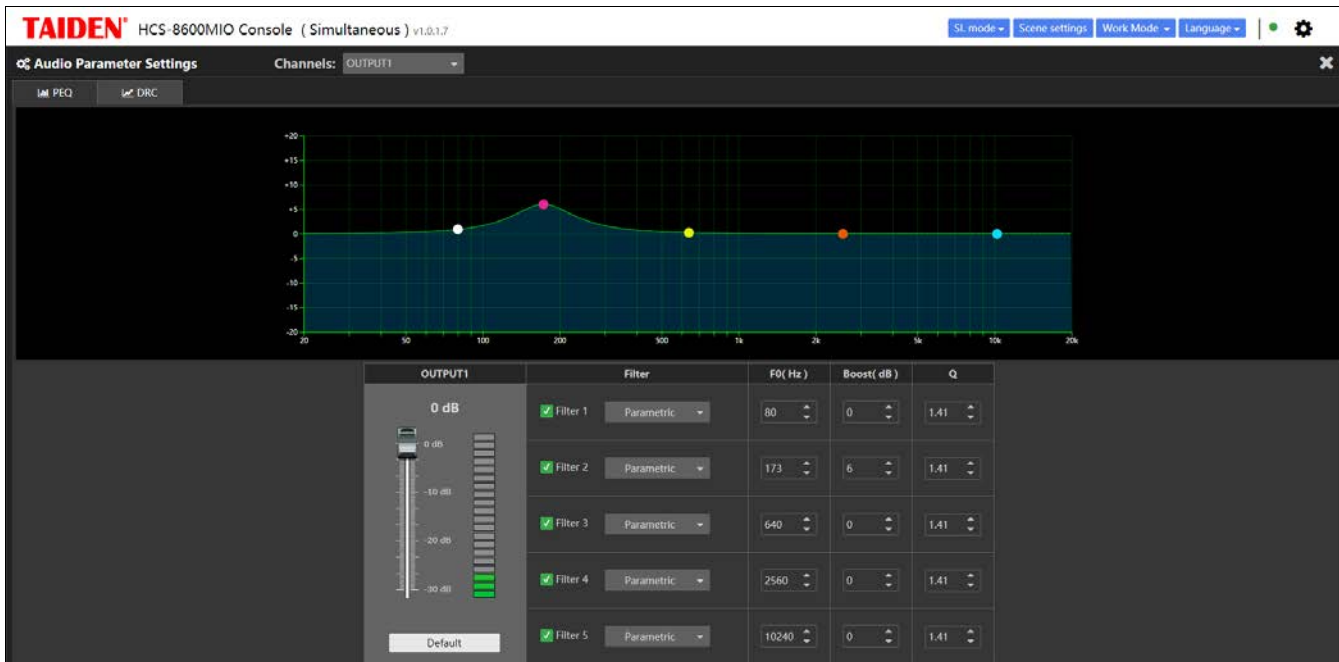 TAIDEN® HCS-8600MIO Console ( Simultaneous ) v1.0.1.7 SI. mode Scene settings Work Mode Language
Audio Parameter Settings Channels: OUTPUT1
PEQ DRC
+20
+15
+10
+5
0
-5
-10
-15
-20
20 50 100 200 500 1k 2k 5k 10k 20k
OUTPUT1 Filter F0( Hz ) Boost( dB ) Q
0 dB
Filter 1 Parametric 80 0 1.41
0 dB
Filter 2 Parametric 173 6 1.41
-10 dB
Filter 3 Parametric 640 0 1.41
-20 dB
Filter 4 Parametric 2560 0 1.41
-30 dB
Filter 5 Parametric 10240 0 1.41
Default